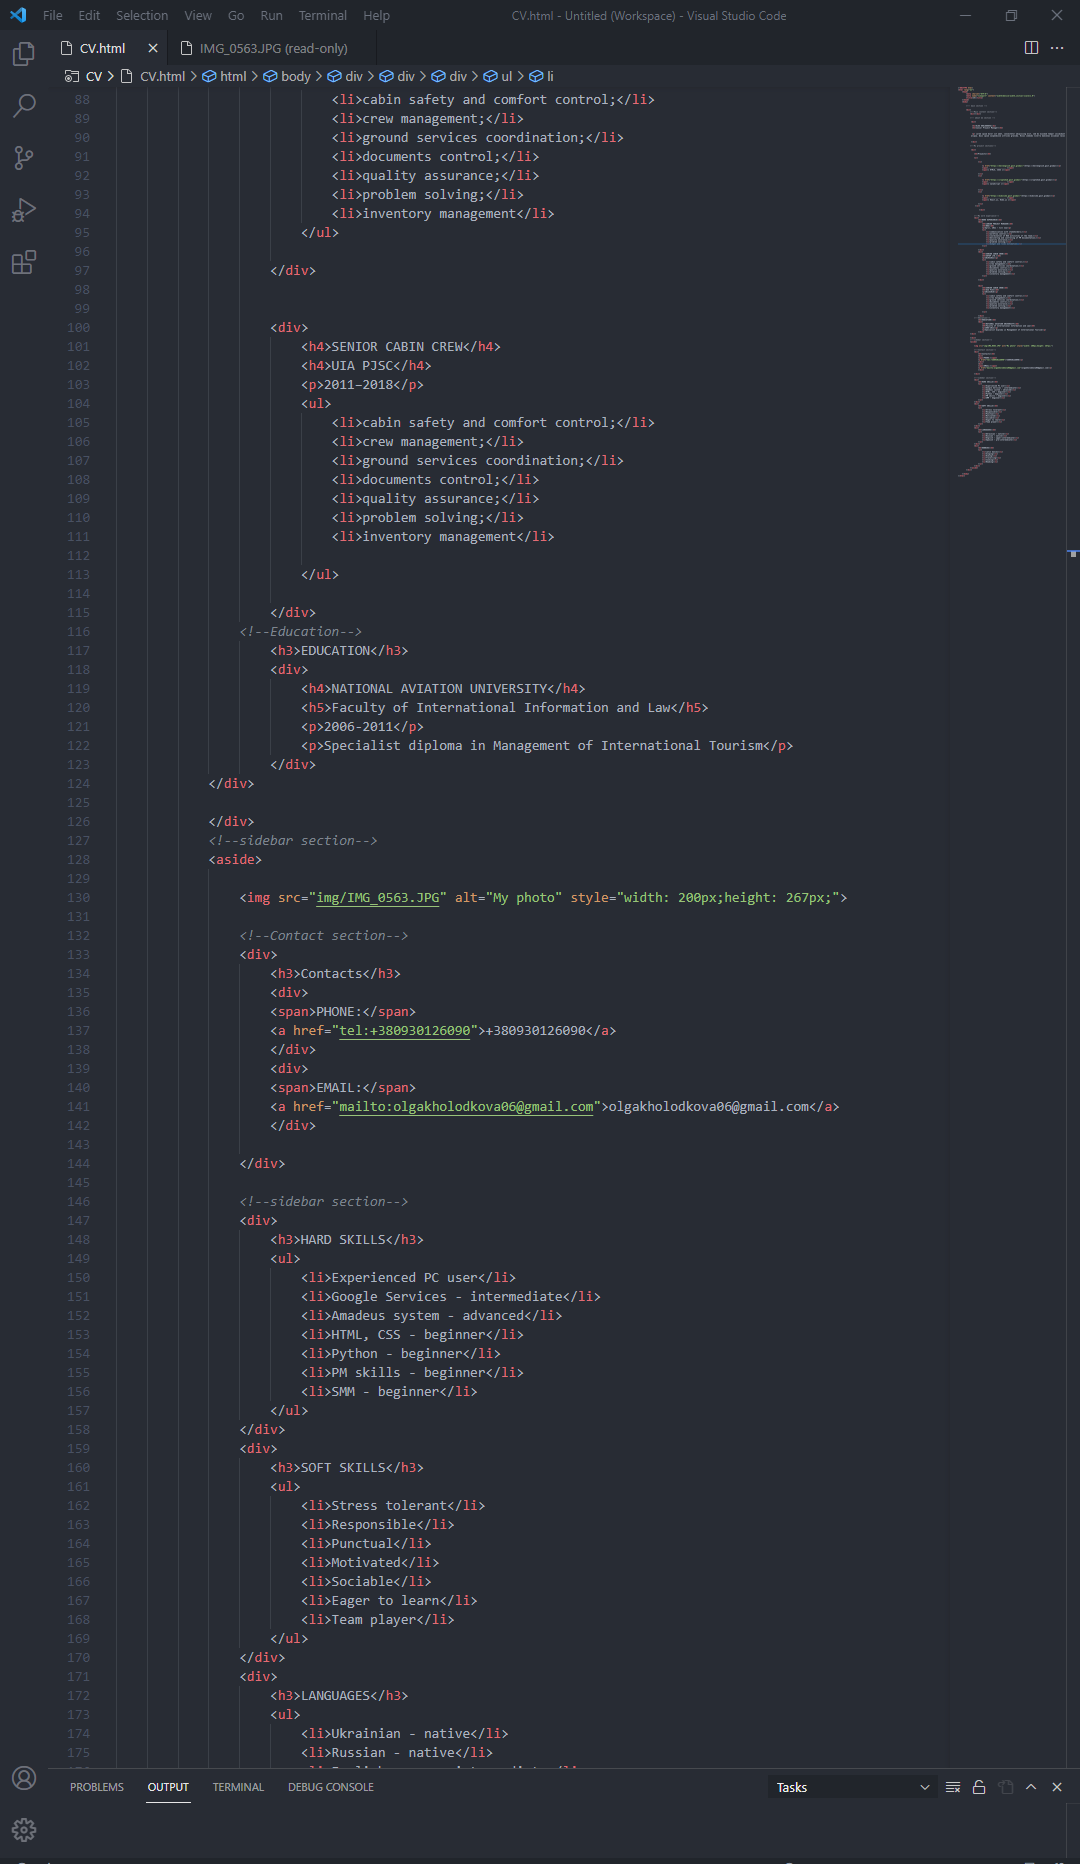 File Edit Selection View Go Run Terminal Help CV.html - Untitled (Workspace) - Visual Studio Code
CV.html IMG_0563.JPG (read-only)
CV > CV.html > html > body > div > div > div > ul > li
88 <li>cabin safety and comfort control;</li>
89 <li>crew management;</li>
90 <li>ground services coordination;</li>
91 <li>documents control;</li>
92 <li>quality assurance;</li>
93 <li>problem solving;</li>
94 <li>inventory management</li>
95 </ul>
96
97 </div>
98
99
100 <div>
101 <h4>SENIOR CABIN CREW</h4>
102 <h4>UIA PJSC</h4>
103 <p>2011–2018</p>
104 <ul>
105 <li>cabin safety and comfort control;</li>
106 <li>crew management;</li>
107 <li>ground services coordination;</li>
108 <li>documents control;</li>
109 <li>quality assurance;</li>
110 <li>problem solving;</li>
111 <li>inventory management</li>
112
113 </ul>
114
115 </div>
116 <!--Education-->
117 <h3>EDUCATION</h3>
118 <div>
119 <h4>NATIONAL AVIATION UNIVERSITY</h4>
120 <h5>Faculty of International Information and Law</h5>
121 <p>2006-2011</p>
122 <p>Specialist diploma in Management of International Tourism</p>
123 </div>
124 </div>
125
126 </div>
127 <!--sidebar section-->
128 <aside>
129
130 <img src="img/IMG_0563.JPG" alt="My photo" style="width: 200px;height: 267px;">
131
132 <!--Contact section-->
133 <div>
134 <h3>Contacts</h3>
135 <div>
136 <span>PHONE:</span>
137 <a href="tel:+380930126090">+380930126090</a>
138 </div>
139 <div>
140 <span>EMAIL:</span>
141 <a href="mailto:olgakholodkova06@gmail.com">olgakholodkova06@gmail.com</a>
142 </div>
143
144 </div>
145
146 <!--sidebar section-->
147 <div>
148 <h3>HARD SKILLS</h3>
149 <ul>
150 <li>Experienced PC user</li>
151 <li>Google Services - intermediate</li>
152 <li>Amadeus system - advanced</li>
153 <li>HTML, CSS - beginner</li>
154 <li>Python - beginner</li>
155 <li>PM skills - beginner</li>
156 <li>SMM - beginner</li>
157 </ul>
158 </div>
159 <div>
160 <h3>SOFT SKILLS</h3>
161 <ul>
162 <li>Stress tolerant</li>
163 <li>Responsible</li>
164 <li>Punctual</li>
165 <li>Motivated</li>
166 <li>Sociable</li>
167 <li>Eager to learn</li>
168 <li>Team player</li>
169 </ul>
170 </div>
171 <div>
172 <h3>LANGUAGES</h3>
173 <ul>
174 <li>Ukrainian - native</li>
175 <li>Russian - native</li>
PROBLEMS OUTPUT TERMINAL DEBUG CONSOLE Tasks